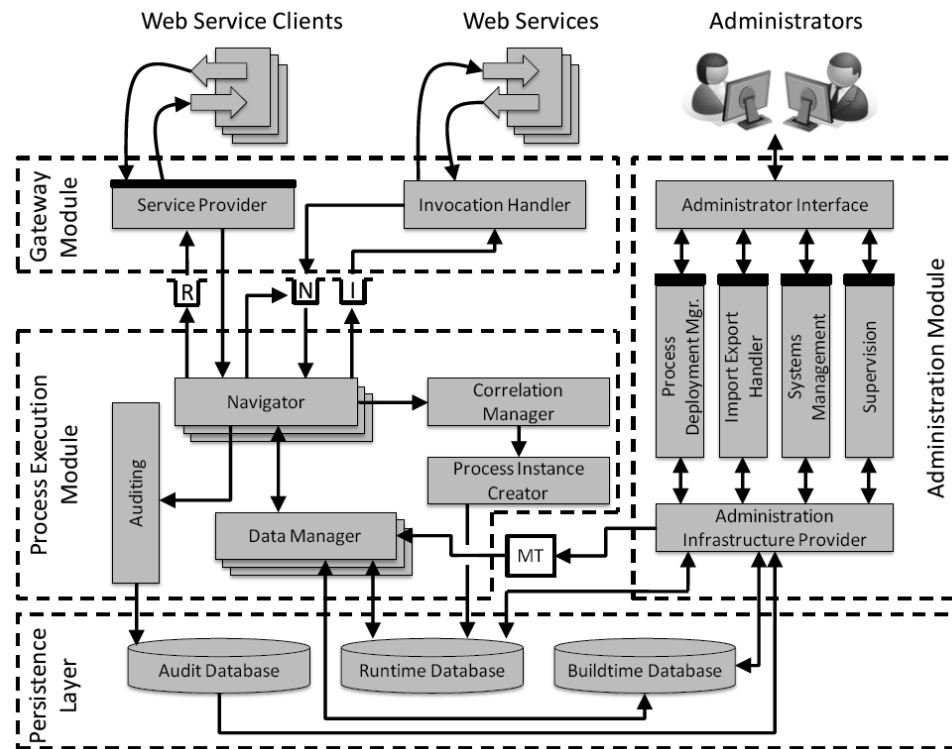 Web Service Clients
Web Services
Administrators
Gateway
Module
Service Provider
Invocation Handler
Administrator Interface
R
N
I
Process
Deployment Mgr.
Import Export
Handler
Systems
Management
Supervision
Administration Module
Process Execution
Module
Navigator
Correlation
Manager
Auditing
Process Instance
Creator
Data Manager
MT
Administration
Infrastructure Provider
Persistence
Layer
Audit Database
Runtime Database
Buildtime Database